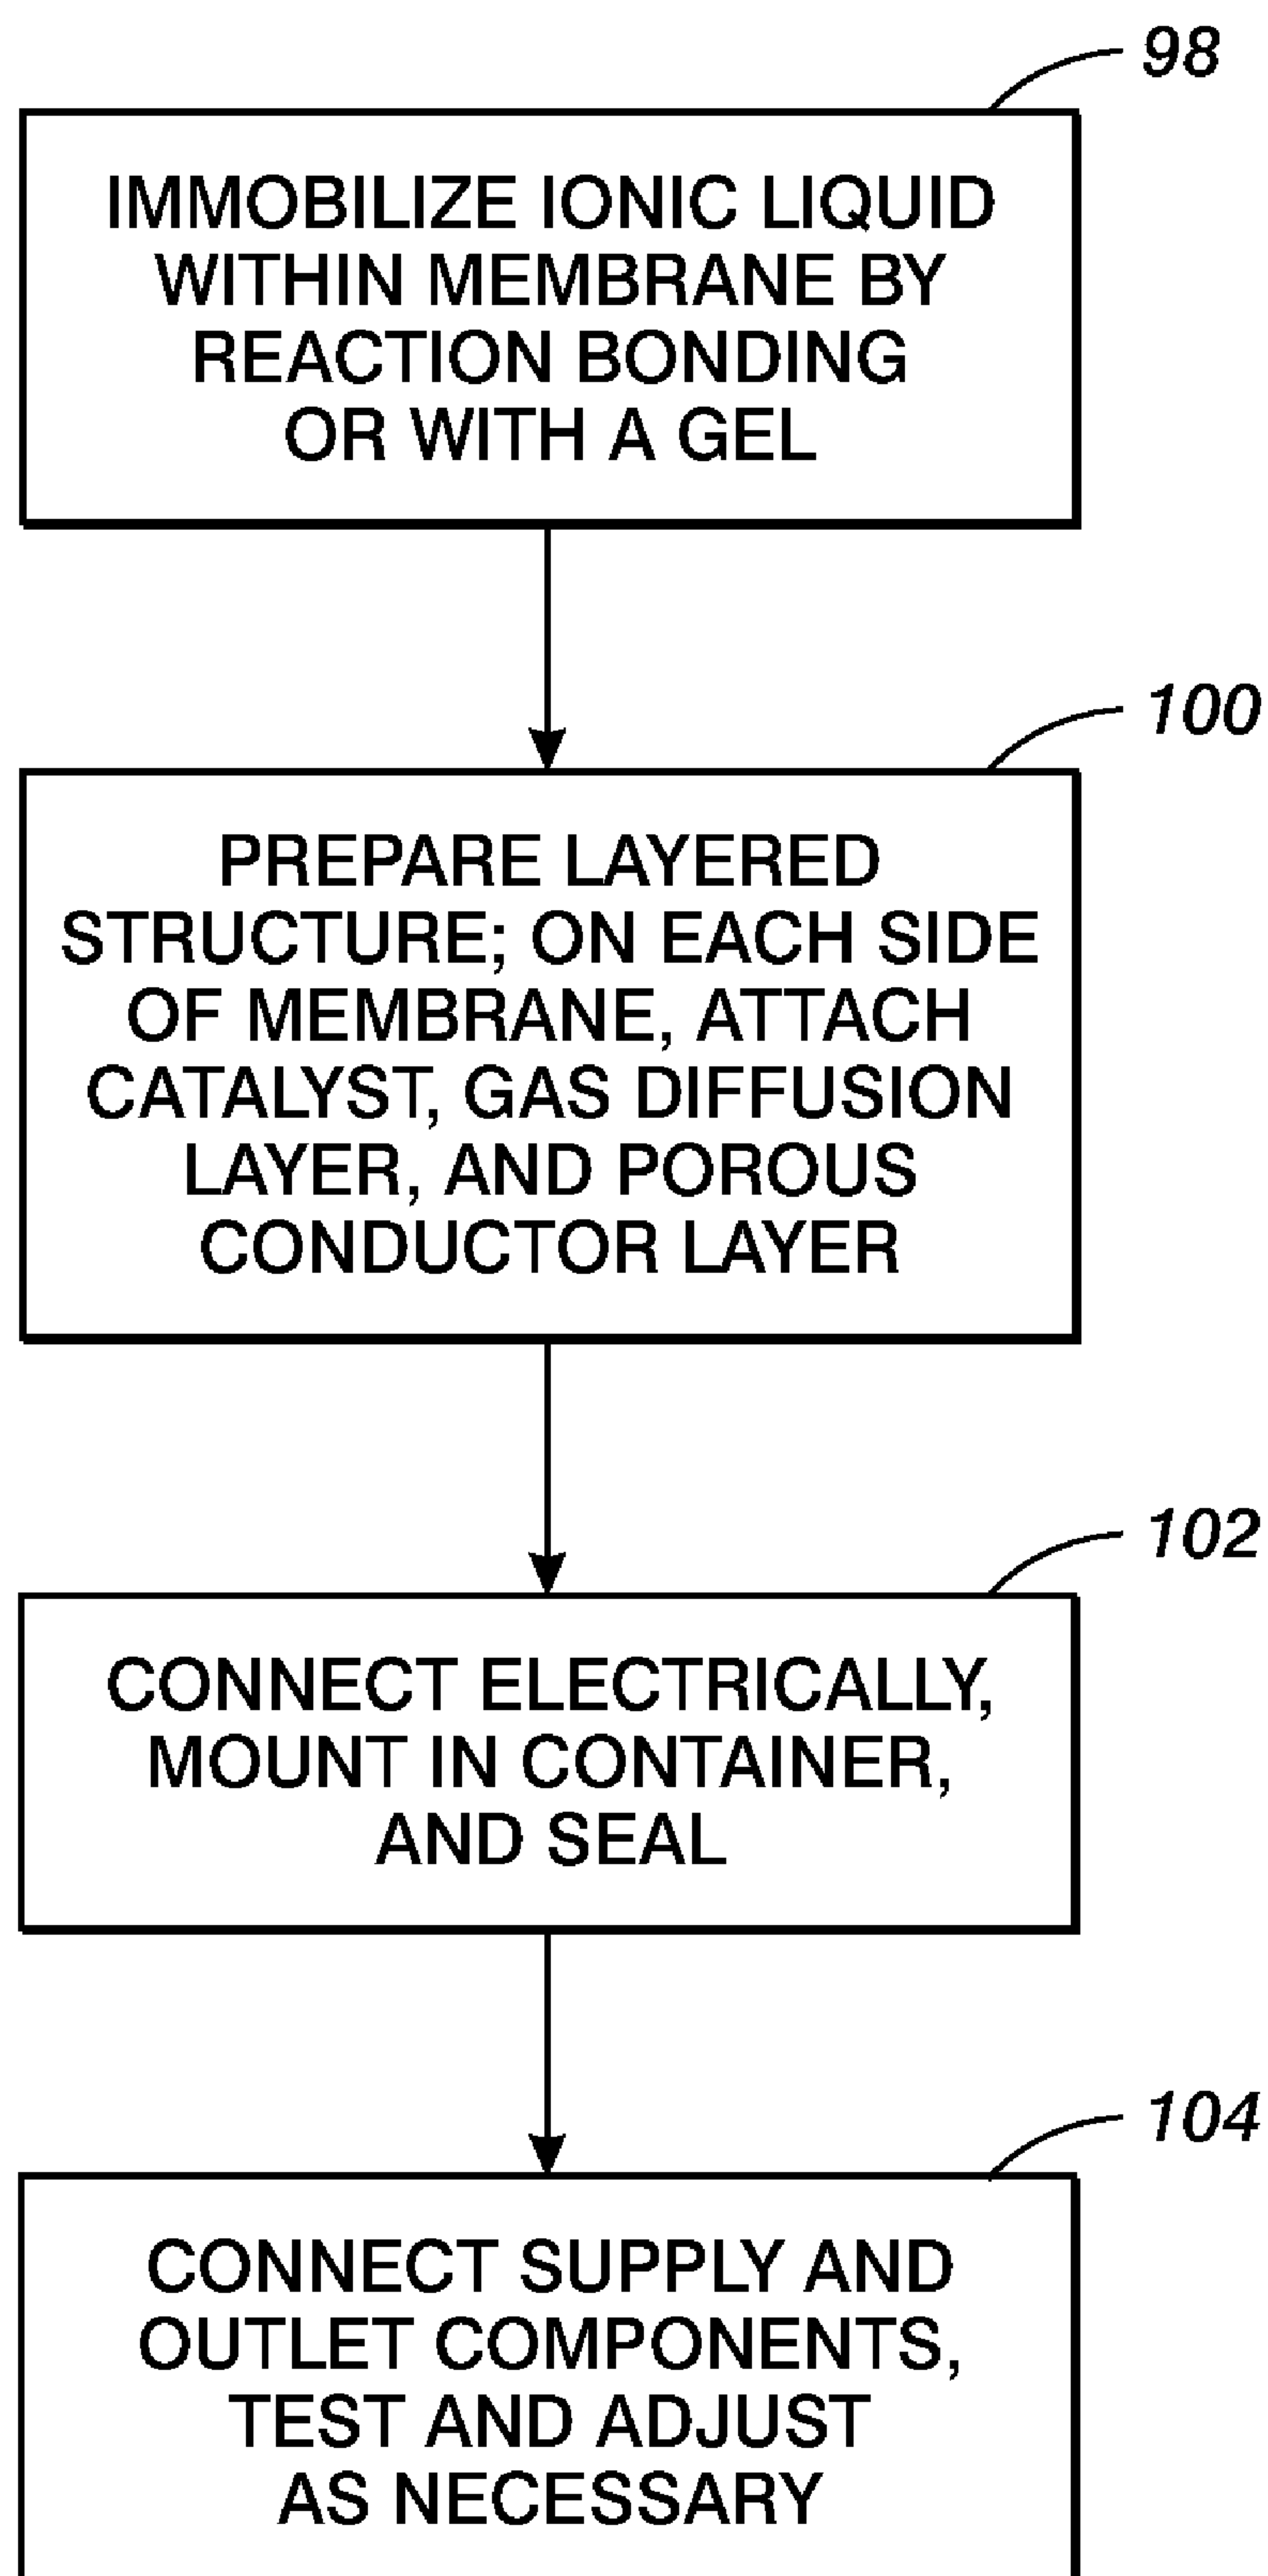 98
IMMOBILIZE IONIC LIQUID
WITHIN MEMBRANE BY
REACTION BONDING
OR WITH A GEL
100
PREPARE LAYERED
STRUCTURE; ON EACH SIDE
OF MEMBRANE, ATTACH
CATALYST, GAS DIFFUSION
LAYER, AND POROUS
CONDUCTOR LAYER
102
CONNECT ELECTRICALLY,
MOUNT IN CONTAINER,
AND SEAL
104
CONNECT SUPPLY AND
OUTLET COMPONENTS,
TEST AND ADJUST
AS NECESSARY